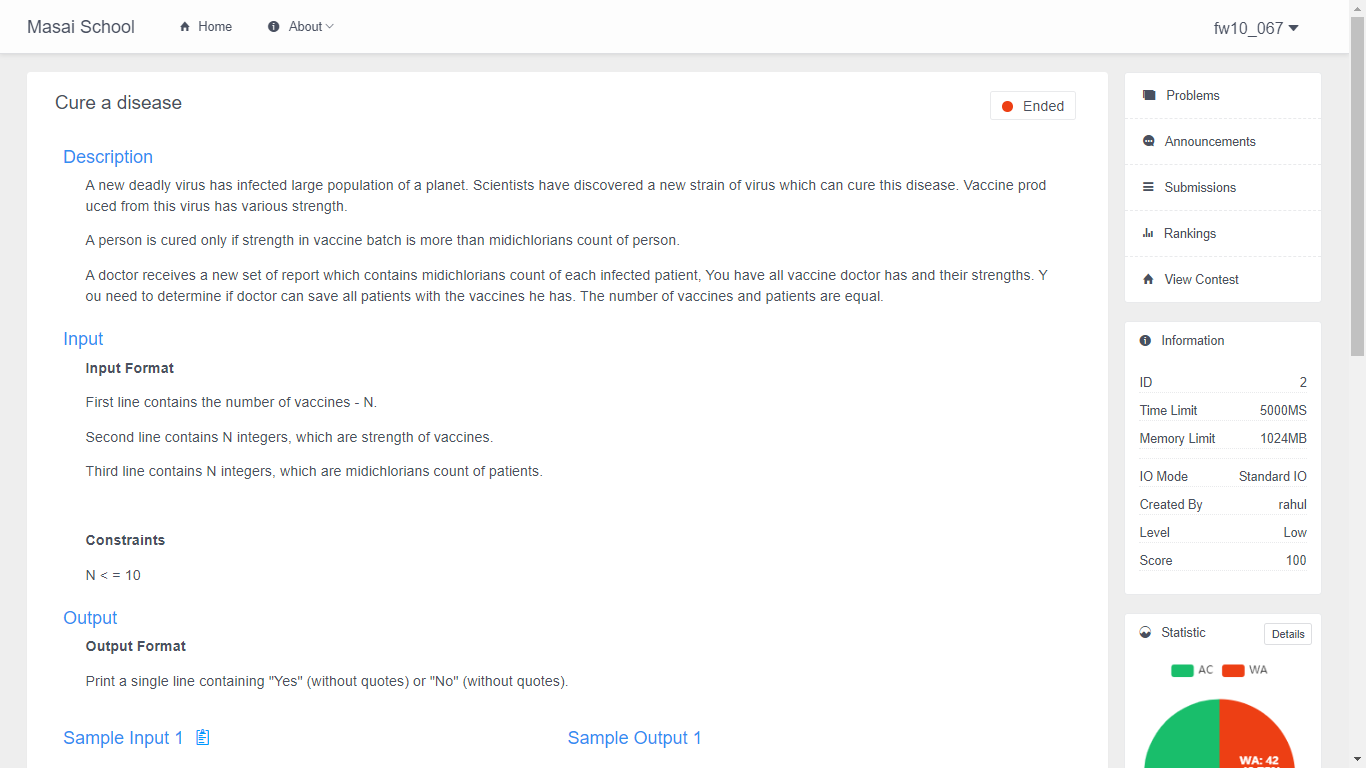 Masai School
Home
About
fw10_067
Cure a disease
Ended
Description
A new deadly virus has infected large population of a planet. Scientists have discovered a new strain of virus which can cure this disease. Vaccine prod
uced from this virus has various strength.
A person is cured only if strength in vaccine batch is more than midichlorians count of person.
A doctor receives a new set of report which contains midichlorians count of each infected patient, You have all vaccine doctor has and their strengths. Y
ou need to determine if doctor can save all patients with the vaccines he has. The number of vaccines and patients are equal.
Input
Input Format
First line contains the number of vaccines - N.
Second line contains N integers, which are strength of vaccines.
Third line contains N integers, which are midichlorians count of patients.
Constraints
N < = 10
Output
Output Format
Print a single line containing "Yes" (without quotes) or "No" (without quotes).
Sample Input 1
Sample Output 1
Problems
Announcements
Submissions
Rankings
View Contest
Information
ID 2
Time Limit 5000MS
Memory Limit 1024MB
IO Mode Standard IO
Created By rahul
Level Low
Score 100
Statistic
Details
AC WA
WA: 42